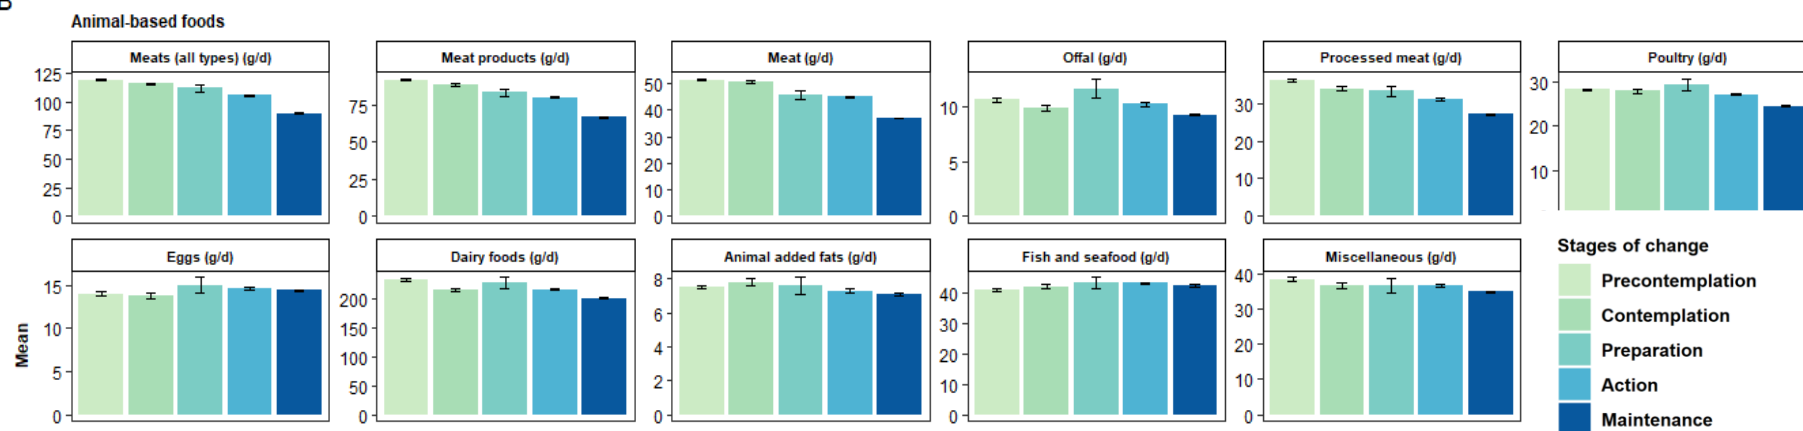 B
Animal-based foods
Meats (all types) (g/d)
125
100
75
50
25
0
Meat products (g/d)
75
50
25
0
Meat (g/d)
50
40
30
20
10
0
Offal (g/d)
10
5
0
Processed meat (g/d)
30
20
10
0
Poultry (g/d)
30
20
10
Mean
Eggs (g/d)
15
10
5
0
Dairy foods (g/d)
200
150
100
50
0
Animal added fats (g/d)
8
6
4
2
0
Fish and seafood (g/d)
40
30
20
10
0
Miscellaneous (g/d)
40
30
20
10
0
Stages of change
Precontemplation
Contemplation
Preparation
Action
Maintenance